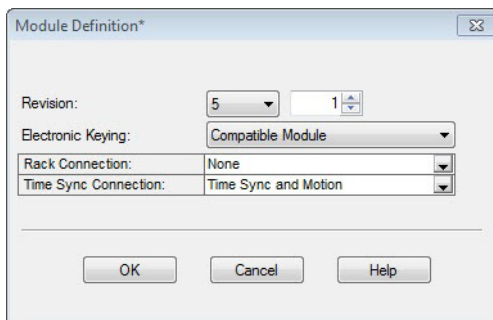 Module Definition*
Revision: 5 1
Electronic Keying: Compatible Module
Rack Connection: None
Time Sync Connection: Time Sync and Motion
OK Cancel Help